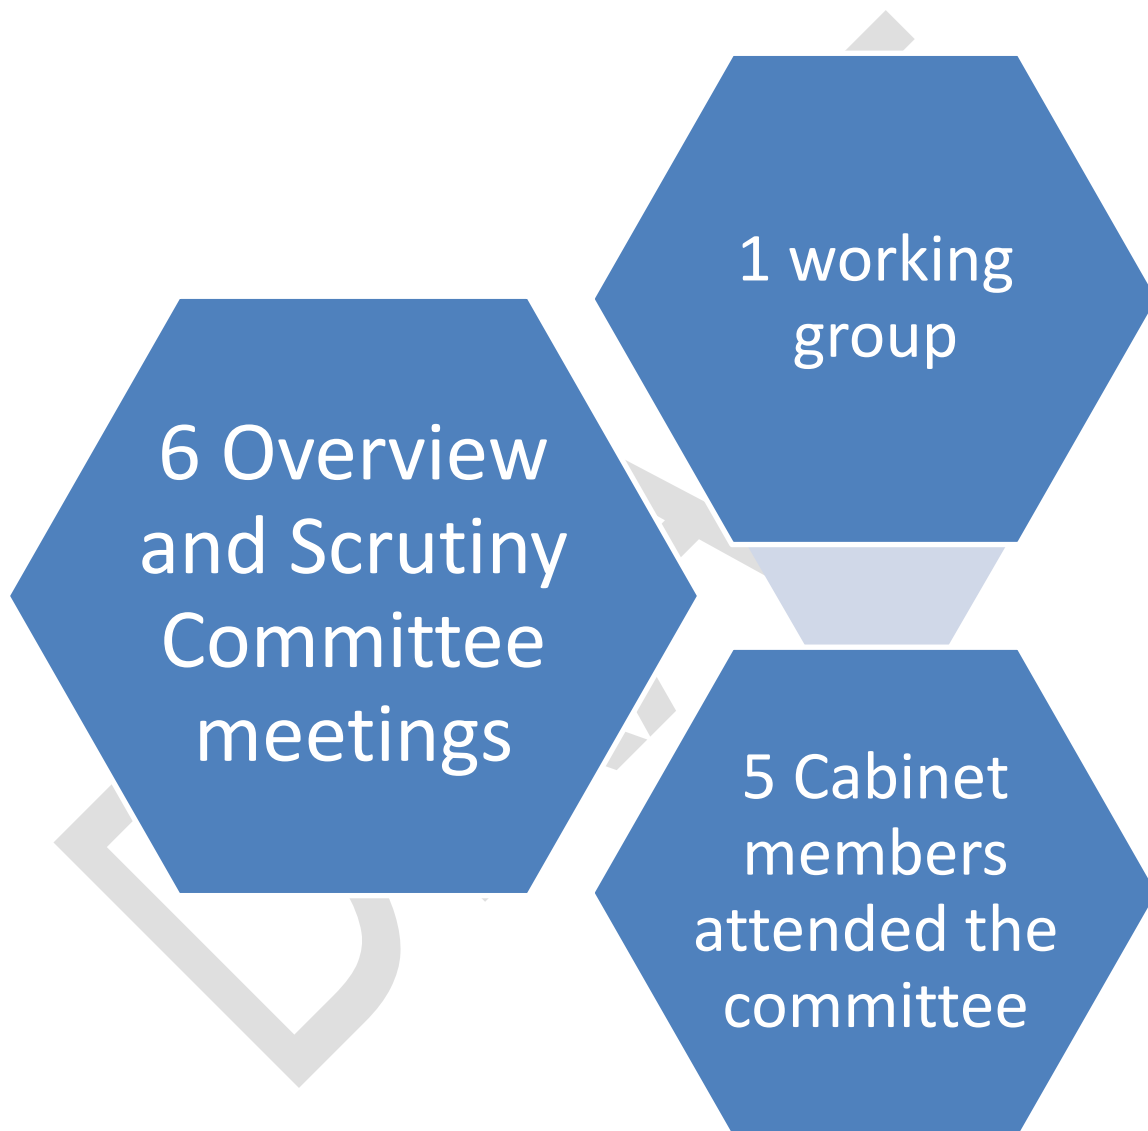 1 working
group
6 Overview
and Scrutiny
Committee
meetings
5 Cabinet
members
attended the
committee